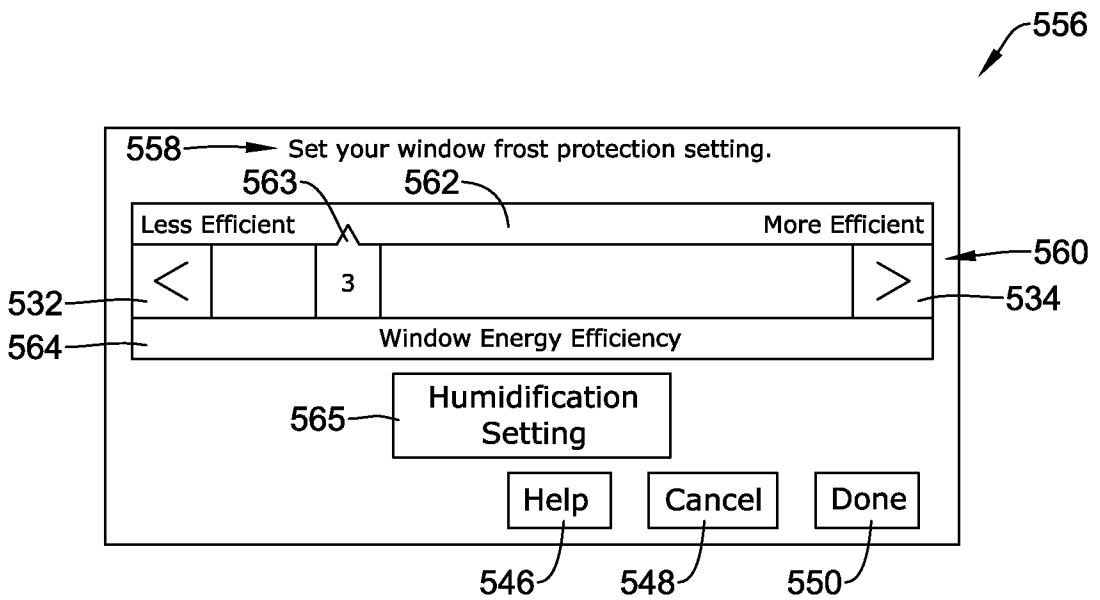 556
558 Set your window frost protection setting.
563 562
Less Efficient More Efficient
560
< 3 >
532 534
564 Window Energy Efficiency
565 Humidification
Setting
Help Cancel Done
546 548 550